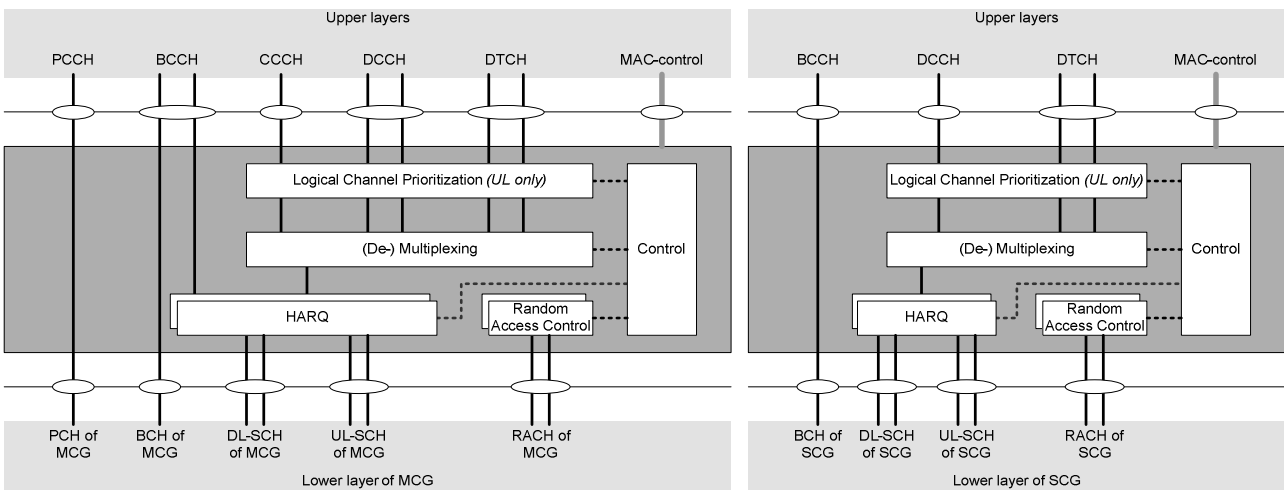 Upper layers
PCCH BCCH CCCH DCCH DTCH MAC-control
Logical Channel Prioritization (UL only)
(De-) Multiplexing
Control
HARQ
Random
Access Control
PCH of
MCG
BCH of
MCG
DL-SCH
of MCG
UL-SCH
of MCG
RACH of
MCG
Lower layer of MCG
Upper layers
BCCH DCCH DTCH MAC-control
Logical Channel Prioritization (UL only)
(De-) Multiplexing
Control
HARQ
Random
Access Control
BCH of
SCG
DL-SCH
of SCG
UL-SCH
of SCG
RACH of
SCG
Lower layer of SCG